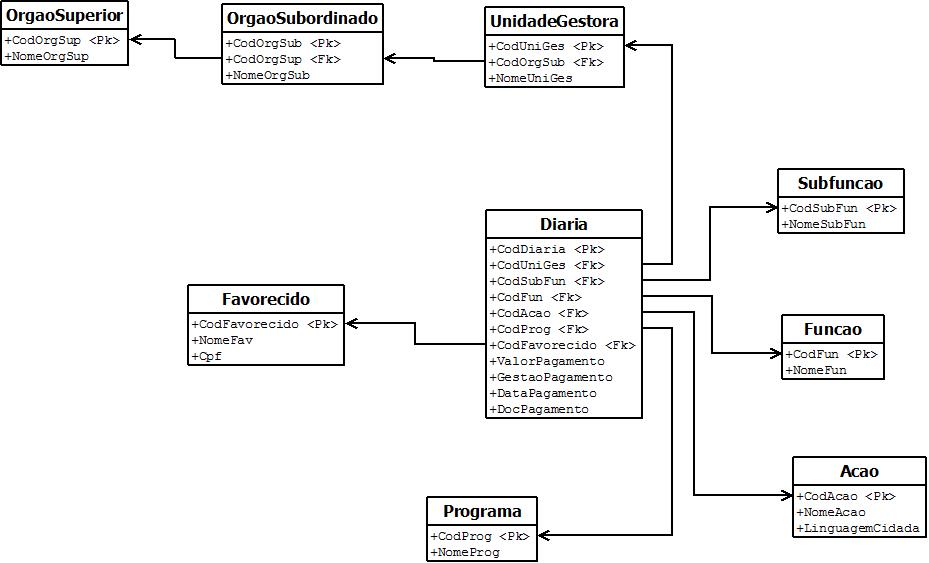 OrgaoSuperior
+CodOrgSup <Pk>
+NomeOrgSup
OrgaoSubordinado
+CodOrgSub <Pk>
+CodOrgSup <Fk>
+NomeOrgSub
UnidadeGestora
+CodUniGes <Pk>
+CodOrgSub <Fk>
+NomeUniGes
Subfuncao
+CodSubFun <Pk>
+NomeSubFun
Diaria
+CodDiaria <Pk>
+CodUniGes <Fk>
+CodSubFun <Fk>
+CodFun <Fk>
+CodAcao <Fk>
+CodProg <Fk>
+CodFavorecido <Fk>
+ValorPagamento
+GestaoPagamento
+DataPagamento
+DocPagamento
Favorecido
+CodFavorecido <Pk>
+NomeFav
+Cpf
Funcao
+CodFun <Pk>
+NomeFun
Acao
+CodAcao <Pk>
+NomeAcao
+LinguagemCidada
Programa
+CodProg <Pk>
+NomeProg